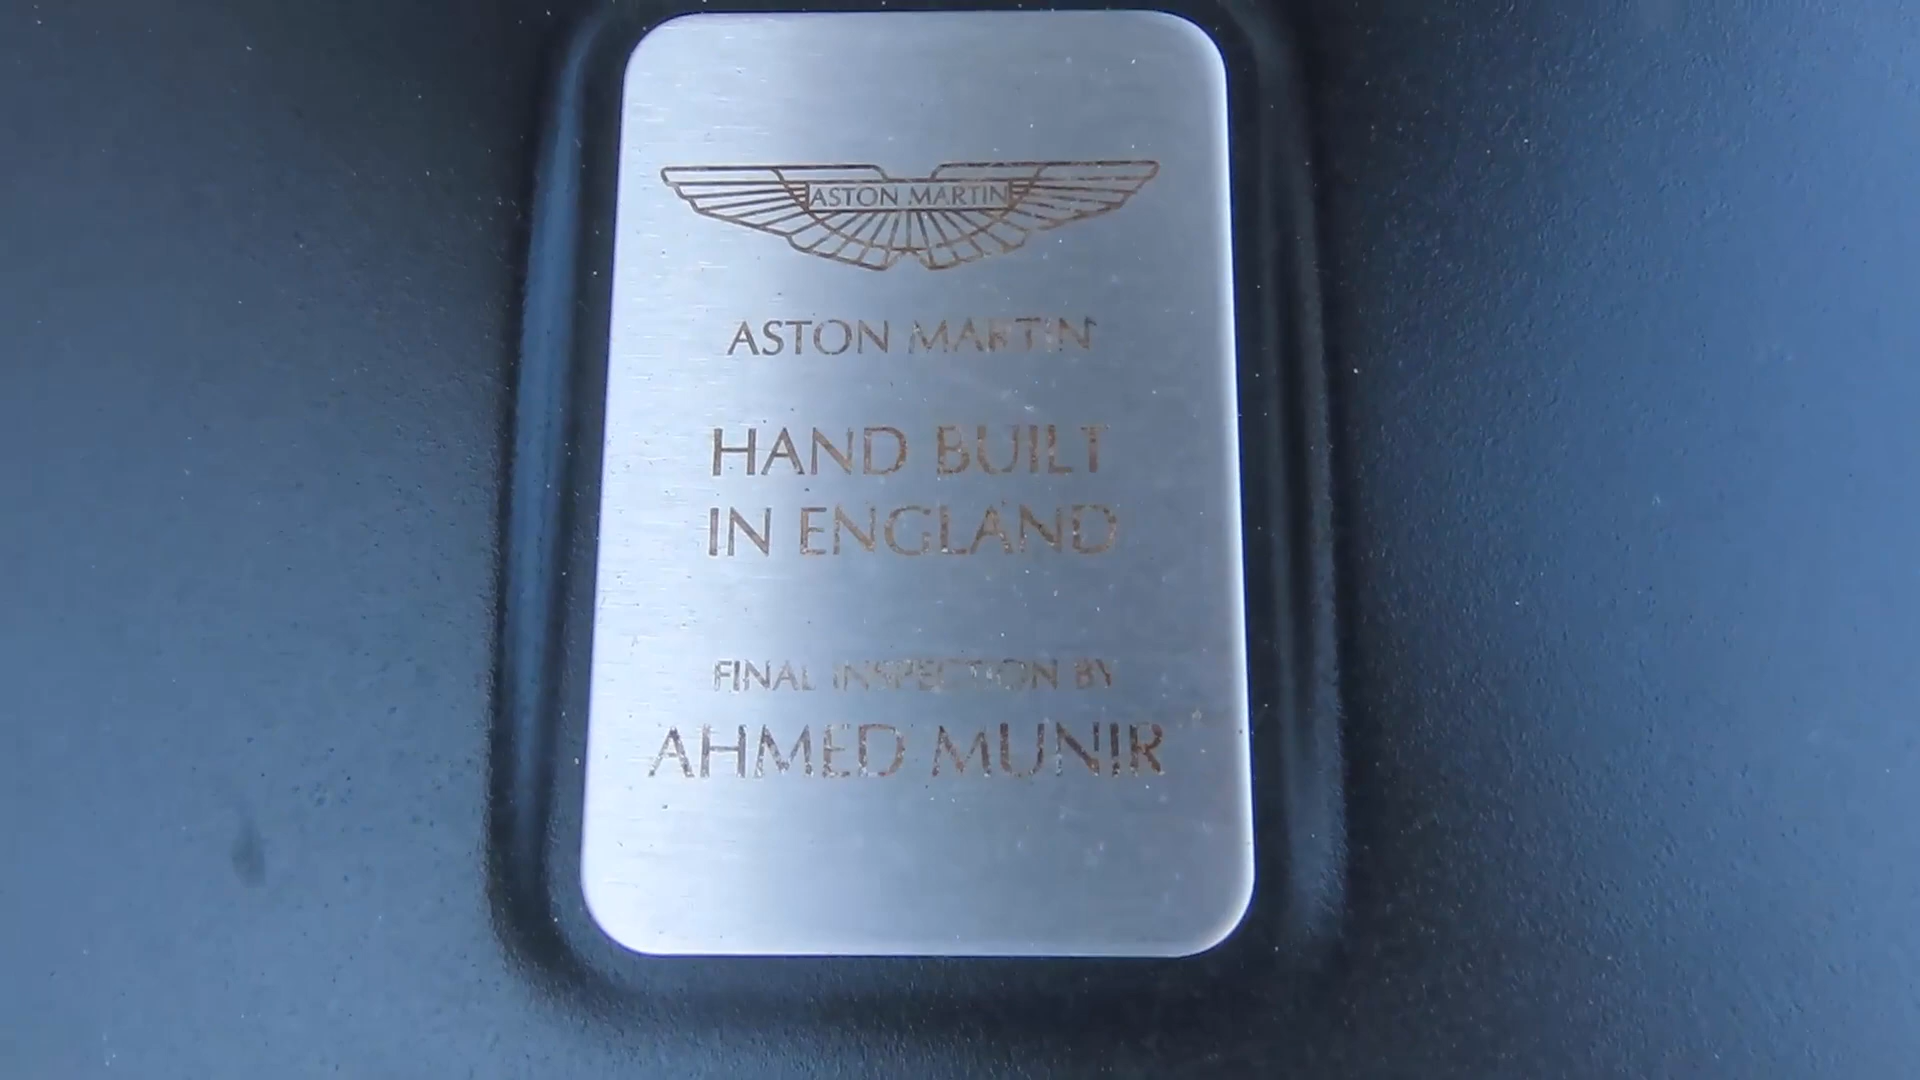 ASTON MARTIN
ASTON MARTIN
HAND BUILT
IN ENGLAND
FINAL INSPECTION BY
AHMED MUNIR